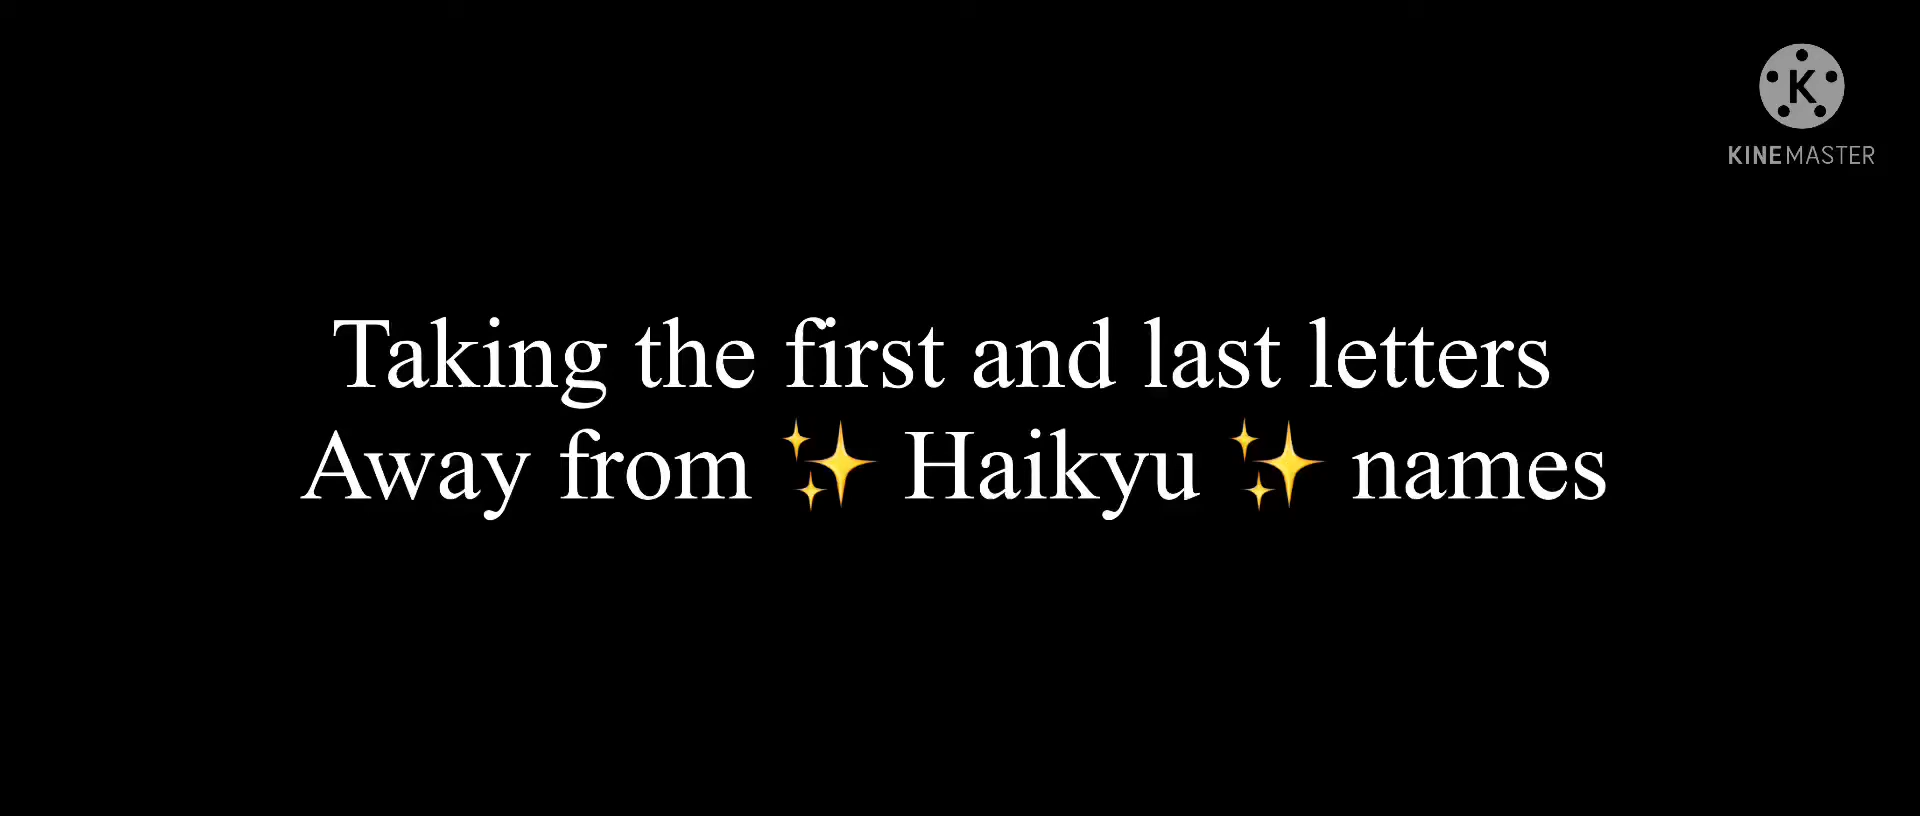 K
KINEMASTER
Taking the first and last letters
Away from ✨ Haikyu ✨ names